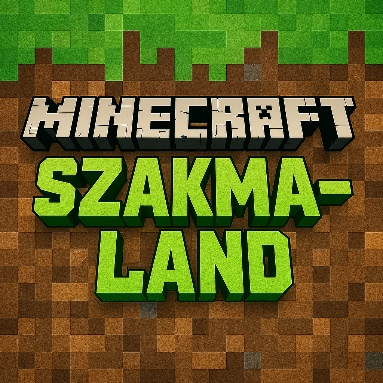 MINECRAFT
SZAKMA-
LAND